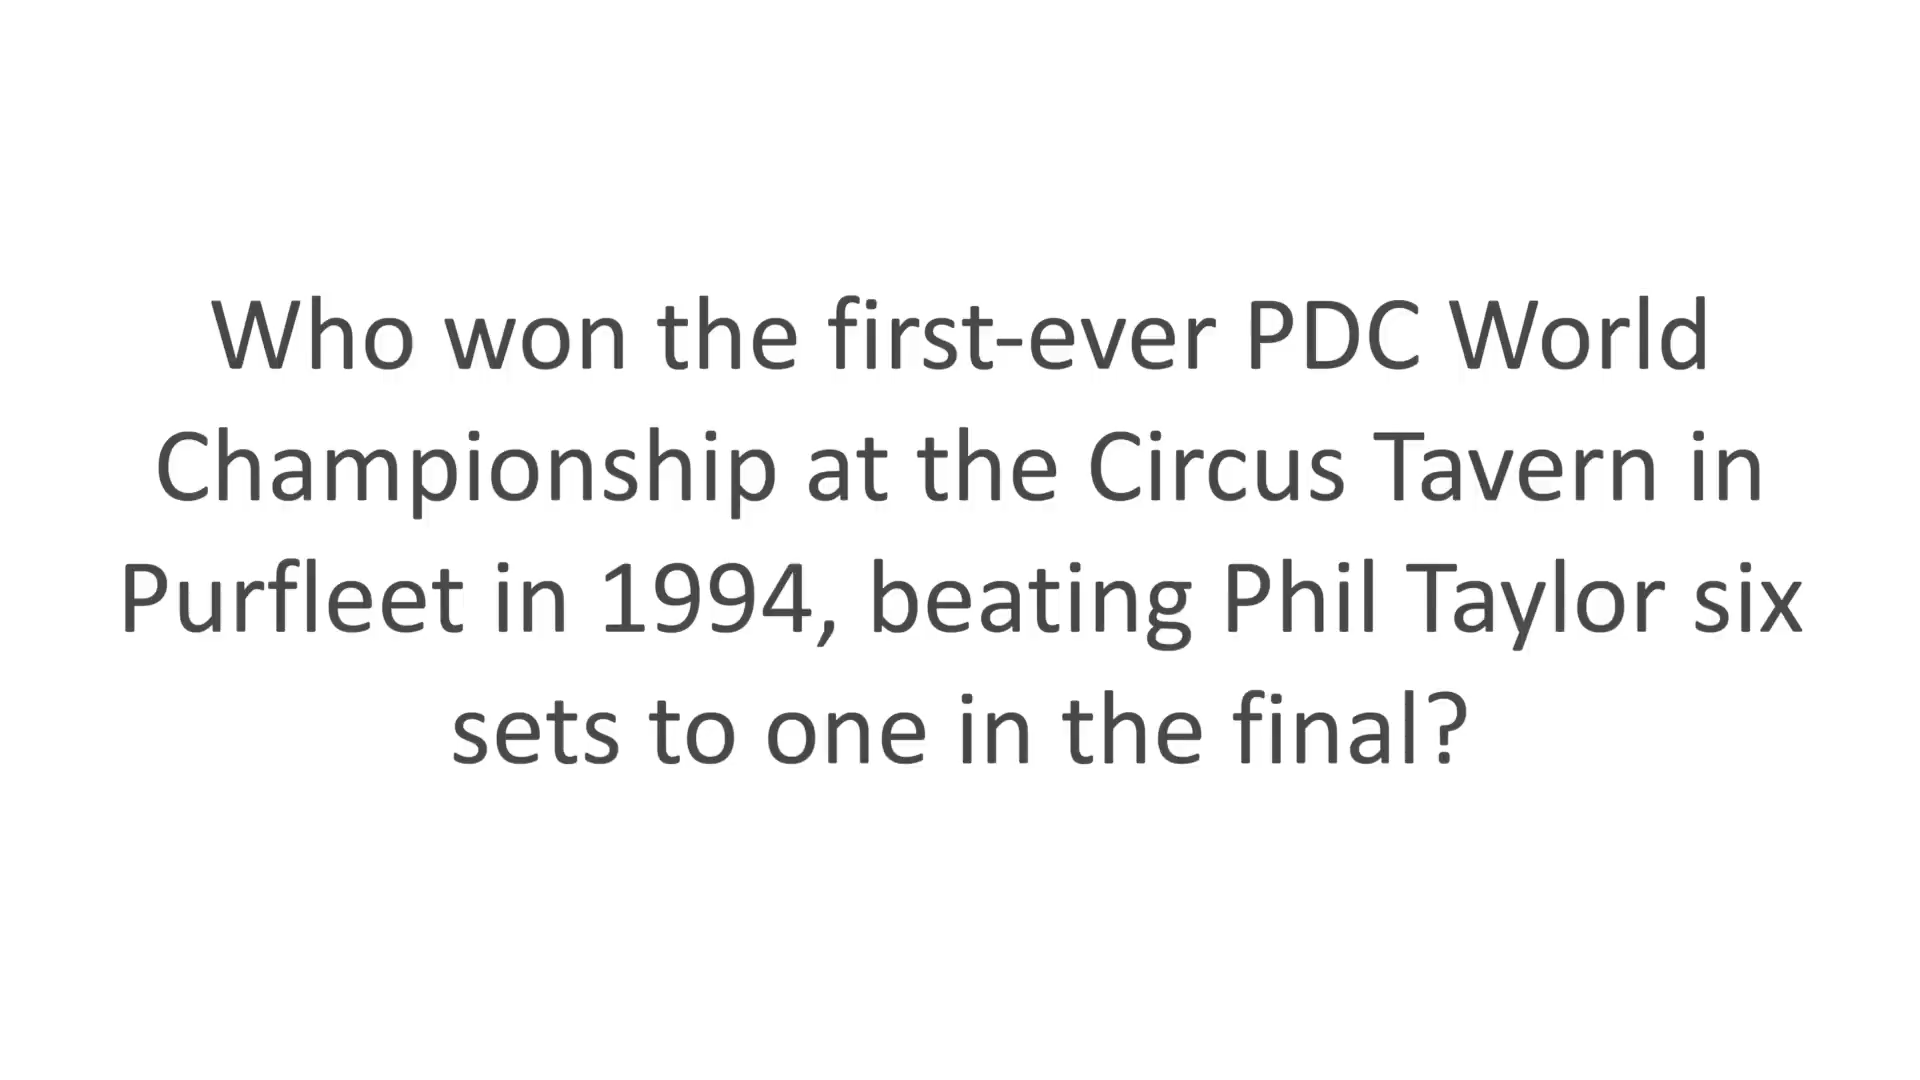 Who won the first-ever PDC World
Championship at the Circus Tavern in
Purfleet in 1994, beating Phil Taylor six
sets to one in the final?